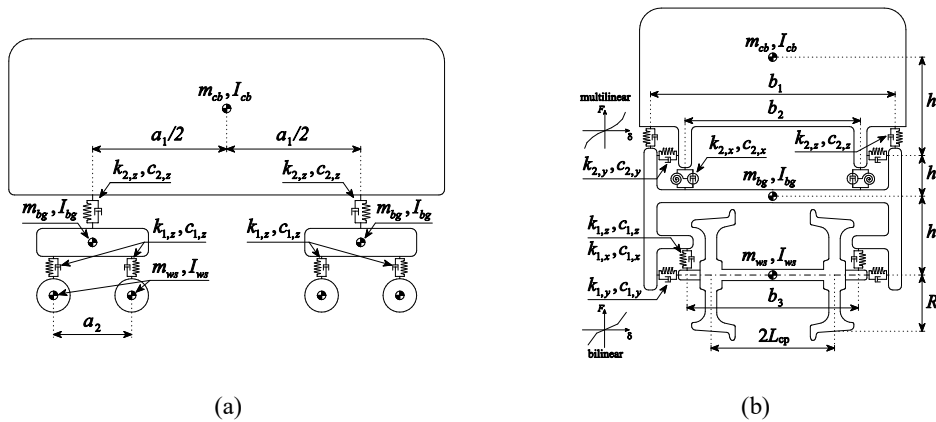 m_cb, I_cb
a_1/2
a_1/2
k_2,z, c_2,z
k_2,z, c_2,z
m_bg, I_bg
m_bg, I_bg
k_1,z, c_1,z
k_1,z, c_1,z
m_ws, I_ws
a_2
(a)
m_cb, I_cb
b_1
b_2
h
multilinear
F
δ
k_2,x, c_2,x
k_2,z, c_2,z
k_2,y, c_2,y
h
m_bg, I_bg
k_1,z, c_1,z
k_1,x, c_1,x
h
m_ws, I_ws
k_1,y, c_1,y
b_3
R
F
δ
bilinear
2L_cp
(b)